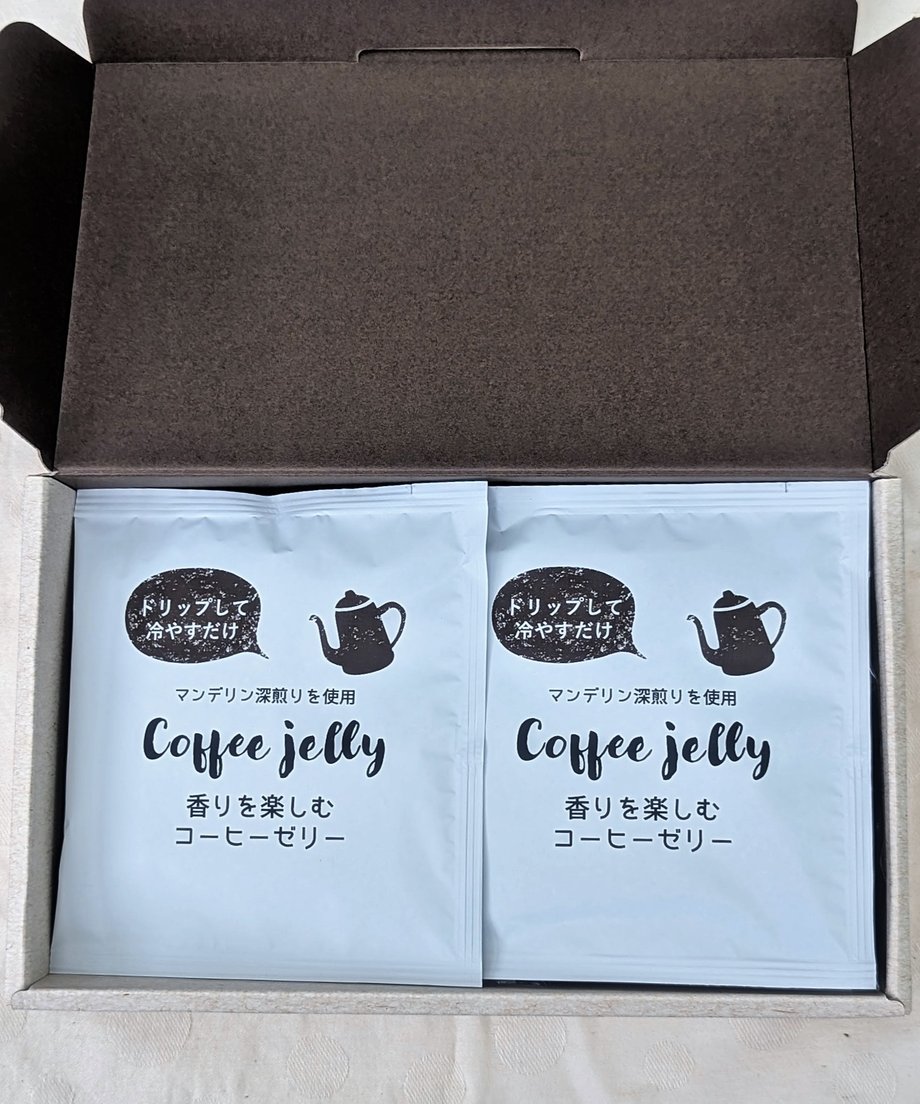 ドリップして
冷やすだけ
マンデリン深煎りを使用
Coffee jelly
香りを楽しむ
コーヒーゼリー
ドリップして
冷やすだけ
マンデリン深煎りを使用
Coffee jelly
香りを楽しむ
コーヒーゼリー